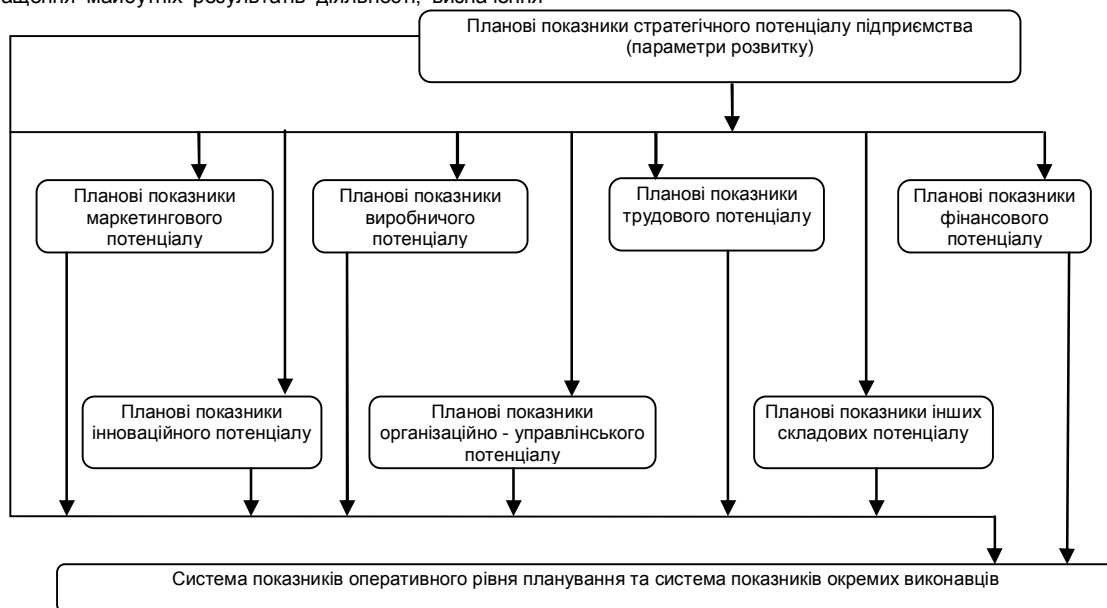 ащення майбутніх результатів діяльності, визначення
Планові показники стратегічного потенціалу підприємства
(параметри розвитку)
Планові показники
маркетингового
потенціалу
Планові показники
виробничого
потенціалу
Планові показники
трудового потенціалу
Планові показники
фінансового
потенціалу
Планові показники
інноваційного потенціалу
Планові показники
організаційно - управлінського
потенціалу
Планові показники інших
складових потенціалу
Система показників оперативного рівня планування та система показників окремих виконавців